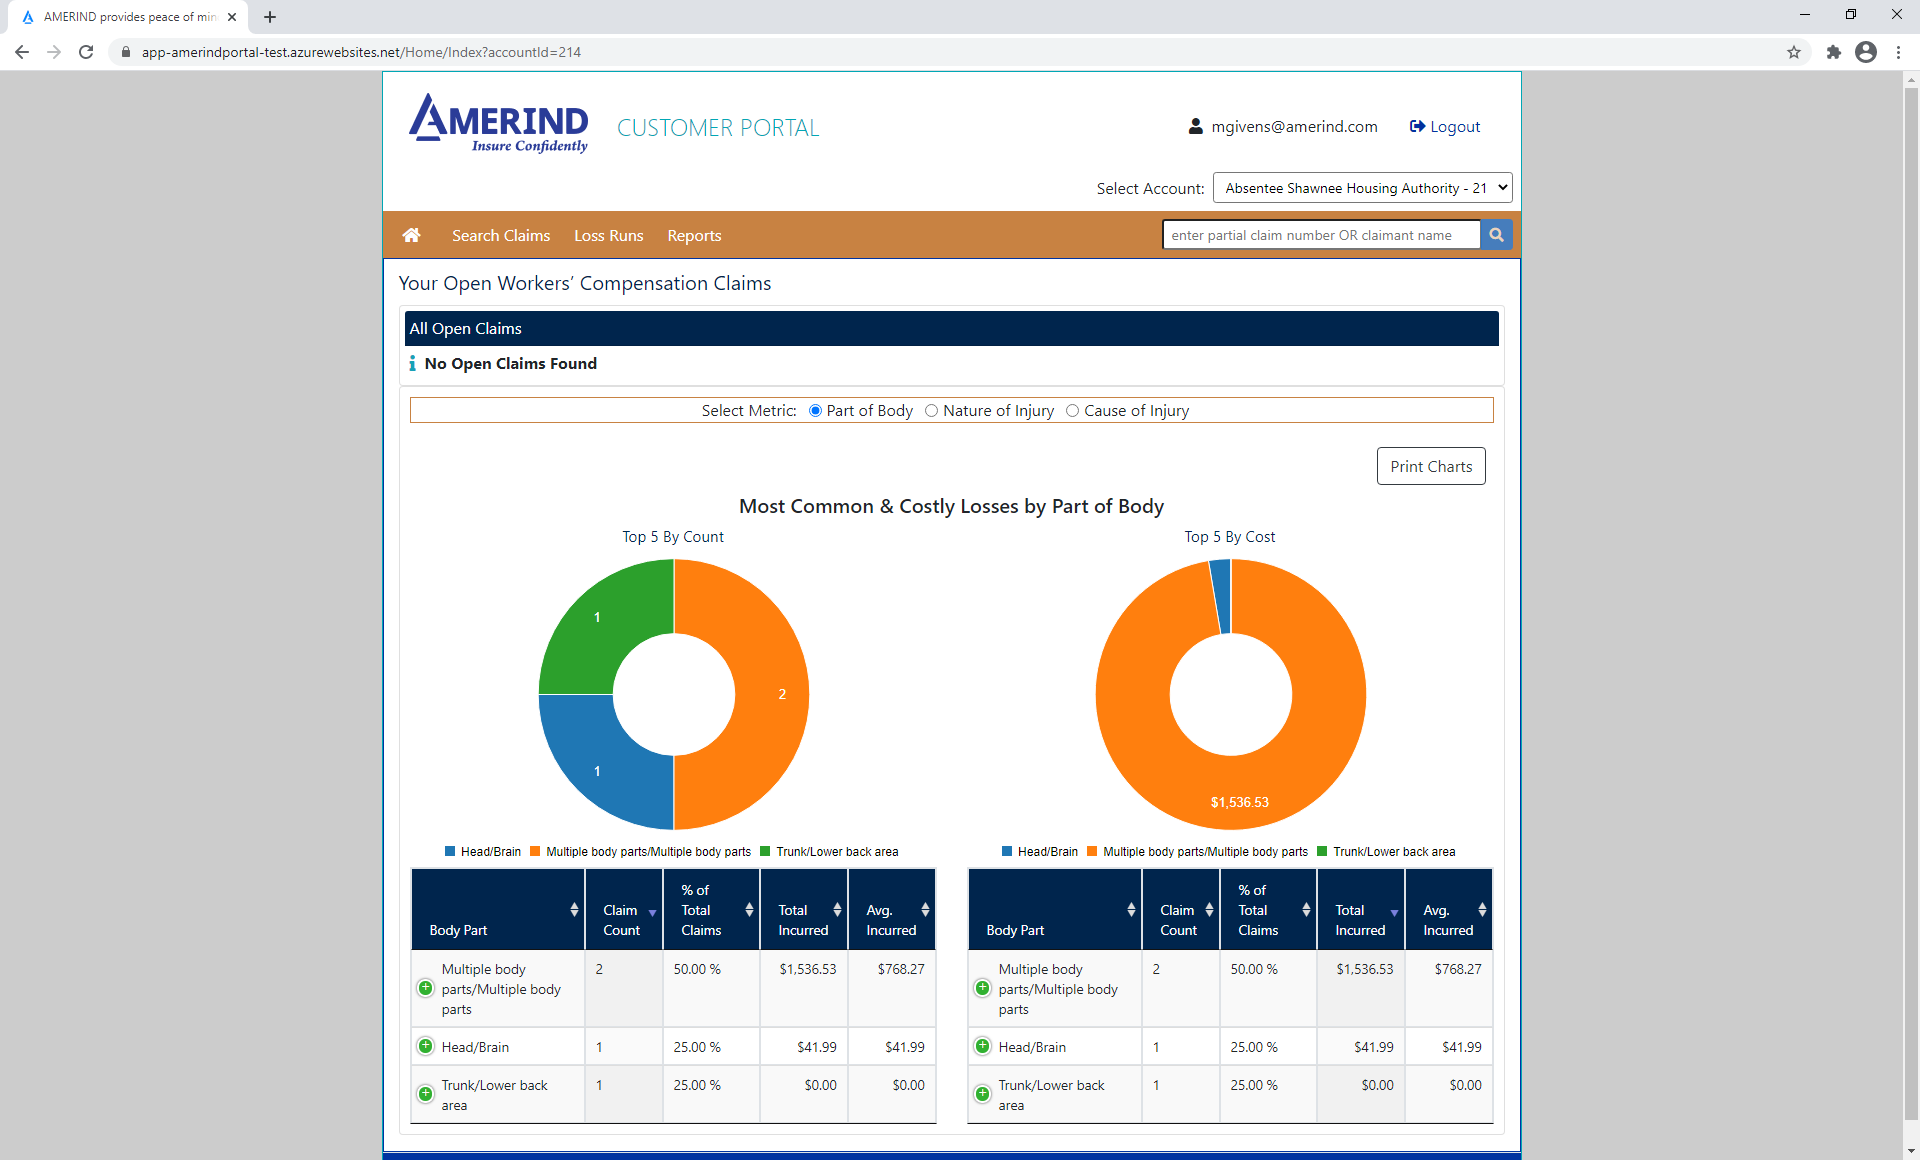 AMERIND provides peace of min
app-amerindportal-test.azurewebsites.net/Home/Index?accountId=214
AMERIND
Insure Confidently
CUSTOMER PORTAL
mgivens@amerind.com
Logout
Select Account: Absentee Shawnee Housing Authority - 21
Search Claims Loss Runs Reports
enter partial claim number OR claimant name
Your Open Workers’ Compensation Claims
All Open Claims
No Open Claims Found
Select Metric: Part of Body Nature of Injury Cause of Injury
Print Charts
Most Common & Costly Losses by Part of Body
Top 5 By Count
1
2
1
Head/Brain Multiple body parts/Multiple body parts Trunk/Lower back area
Body Part Claim Count % of Total Claims Total Incurred Avg. Incurred
Multiple body parts/Multiple body parts 2 50.00 % $1,536.53 $768.27
Head/Brain 1 25.00 % $41.99 $41.99
Trunk/Lower back area 1 25.00 % $0.00 $0.00
Top 5 By Cost
$1,536.53
Head/Brain Multiple body parts/Multiple body parts Trunk/Lower back area
Body Part Claim Count % of Total Claims Total Incurred Avg. Incurred
Multiple body parts/Multiple body parts 2 50.00 % $1,536.53 $768.27
Head/Brain 1 25.00 % $41.99 $41.99
Trunk/Lower back area 1 25.00 % $0.00 $0.00